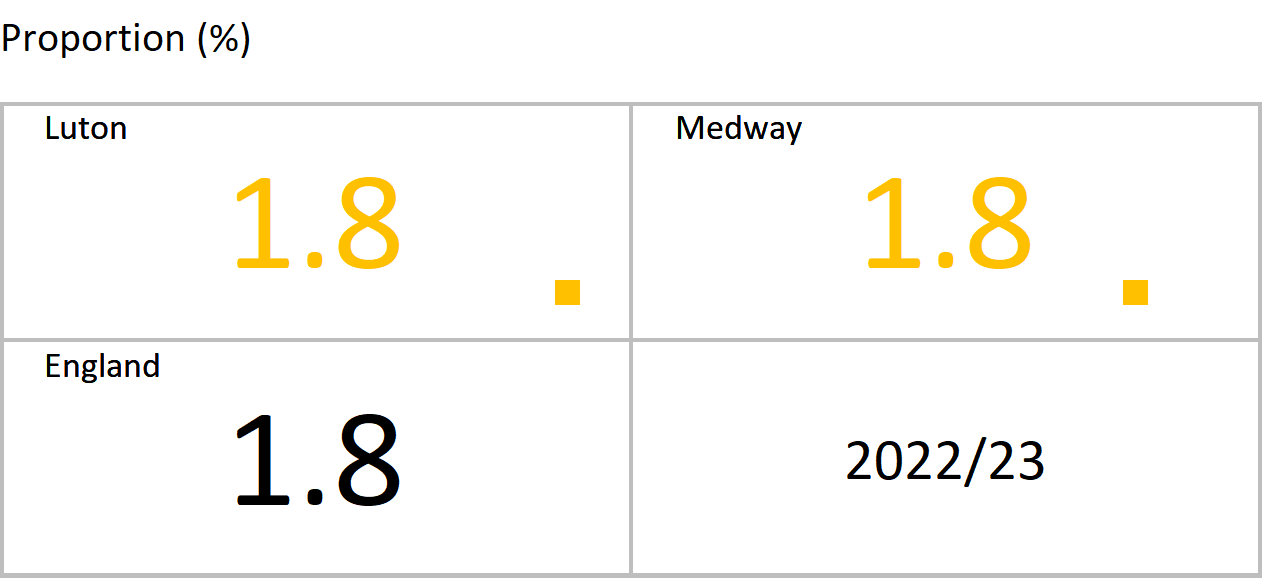 Proportion (%)
Luton
1.8
Medway
1.8
England
1.8
2022/23